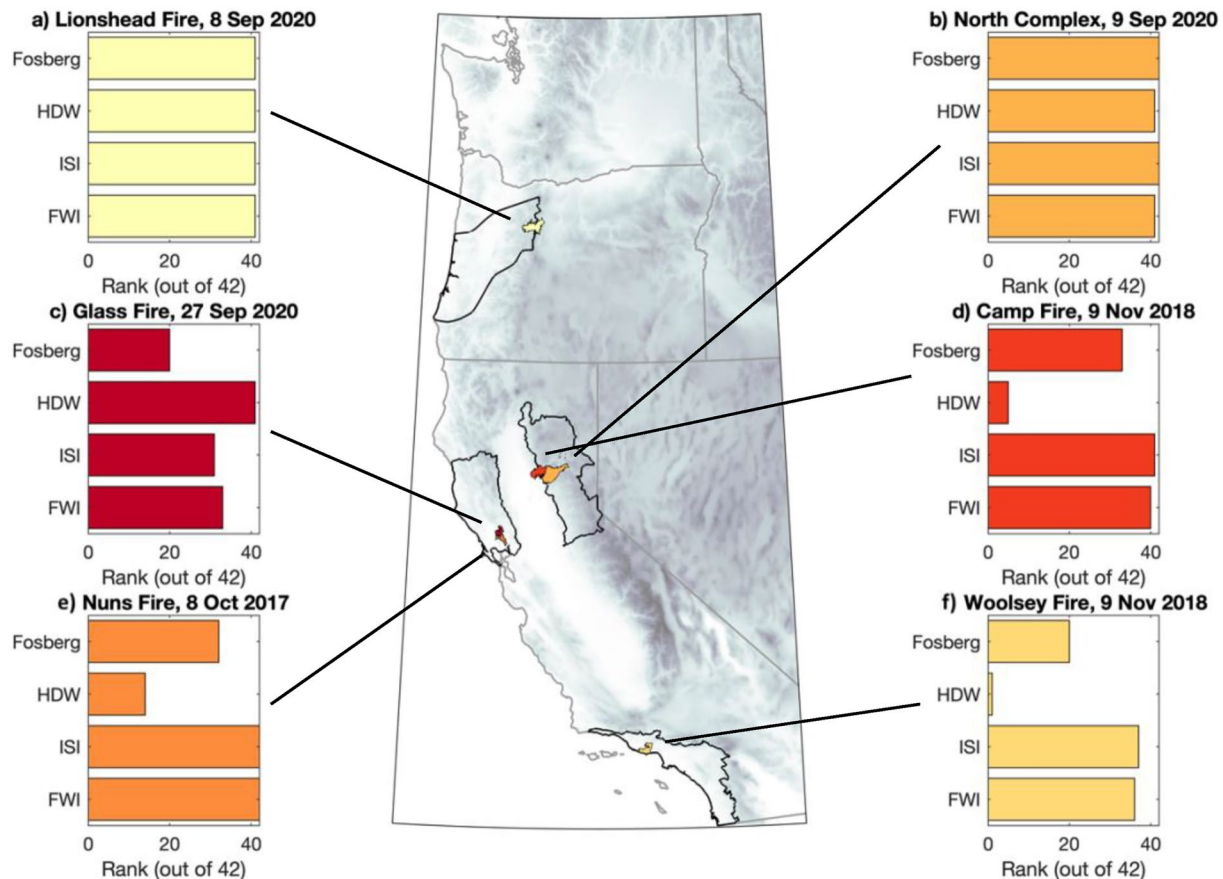 a) Lionshead Fire, 8 Sep 2020
Fosberg
HDW
ISI
FWI
0 20 40
Rank (out of 42)
b) North Complex, 9 Sep 2020
Fosberg
HDW
ISI
FWI
0 20 40
Rank (out of 42)
c) Glass Fire, 27 Sep 2020
Fosberg
HDW
ISI
FWI
0 20 40
Rank (out of 42)
d) Camp Fire, 9 Nov 2018
Fosberg
HDW
ISI
FWI
0 20 40
Rank (out of 42)
e) Nuns Fire, 8 Oct 2017
Fosberg
HDW
ISI
FWI
0 20 40
Rank (out of 42)
f) Woolsey Fire, 9 Nov 2018
Fosberg
HDW
ISI
FWI
0 20 40
Rank (out of 42)